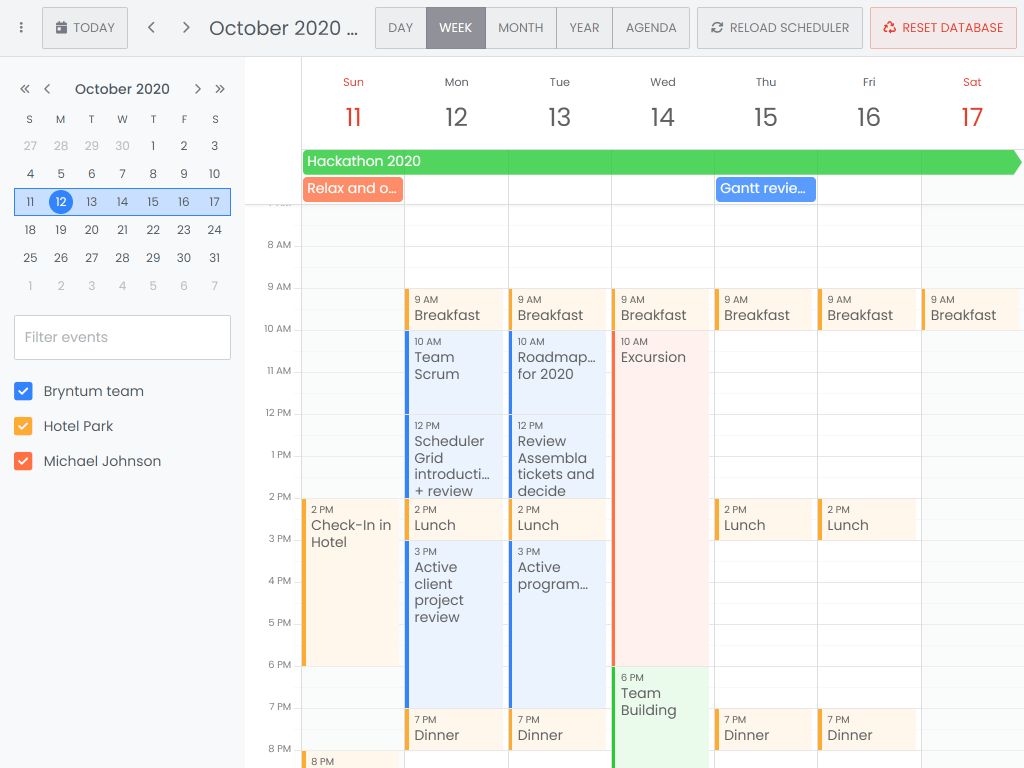 TODAY
October 2020 ...
DAY
WEEK
MONTH
YEAR
AGENDA
RELOAD SCHEDULER
RESET DATABASE
October 2020
S M T W T F S
27 28 29 30 1 2 3
4 5 6 7 8 9 10
11 12 13 14 15 16 17
18 19 20 21 22 23 24
25 26 27 28 29 30 31
1 2 3 4 5 6 7
Filter events
Bryntum team
Hotel Park
Michael Johnson
Sun Mon Tue Wed Thu Fri Sat
11 12 13 14 15 16 17
Hackathon 2020
Relax and o...
Gantt revie...
8 AM
9 AM
10 AM
11 AM
12 PM
1 PM
2 PM
3 PM
4 PM
5 PM
6 PM
7 PM
8 PM
2 PM
Check-In in
Hotel
8 PM
9 AM
Breakfast
10 AM
Team
Scrum
12 PM
Scheduler
Grid
introducti...
+ review
2 PM
Lunch
3 PM
Active
client
project
review
7 PM
Dinner
9 AM
Breakfast
10 AM
Roadmap...
for 2020
12 PM
Review
Assembla
tickets and
decide
2 PM
Lunch
3 PM
Active
program...
7 PM
Dinner
9 AM
Breakfast
10 AM
Excursion
6 PM
Team
Building
9 AM
Breakfast
2 PM
Lunch
7 PM
Dinner
9 AM
Breakfast
2 PM
Lunch
7 PM
Dinner
9 AM
Breakfast